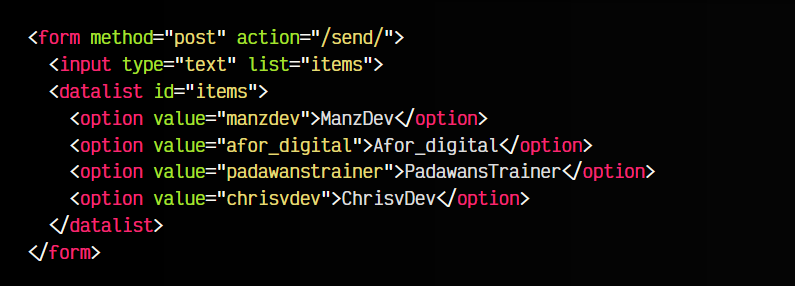 <form method="post" action="/send/">
<input type="text" list="items">
<datalist id="items">
<option value="manzdev">ManzDev</option>
<option value="afor_digital">Afor_digital</option>
<option value="padawanstrainer">PadawansTrainer</option>
<option value="chrisvdev">ChrisvDev</option>
</datalist>
</form>